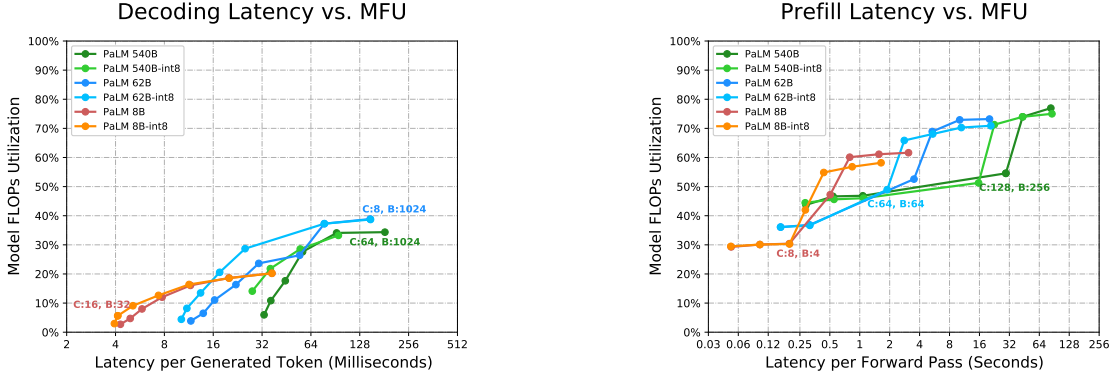 Decoding Latency vs. MFU
100%
90%
80%
70%
60%
50%
40%
30%
20%
10%
0%
Model FLOPs Utilization
PaLM 540B
PaLM 540B-int8
PaLM 62B
PaLM 62B-int8
PaLM 8B
PaLM 8B-int8
C:8, B:1024
C:64, B:1024
C:16, B:32
2 4 8 16 32 64 128 256 512
Latency per Generated Token (Milliseconds)
Prefill Latency vs. MFU
100%
90%
80%
70%
60%
50%
40%
30%
20%
10%
0%
Model FLOPs Utilization
PaLM 540B
PaLM 540B-int8
PaLM 62B
PaLM 62B-int8
PaLM 8B
PaLM 8B-int8
C:128, B:256
C:64, B:64
C:8, B:4
0.03 0.06 0.12 0.25 0.5 1 2 4 8 16 32 64 128 256
Latency per Forward Pass (Seconds)